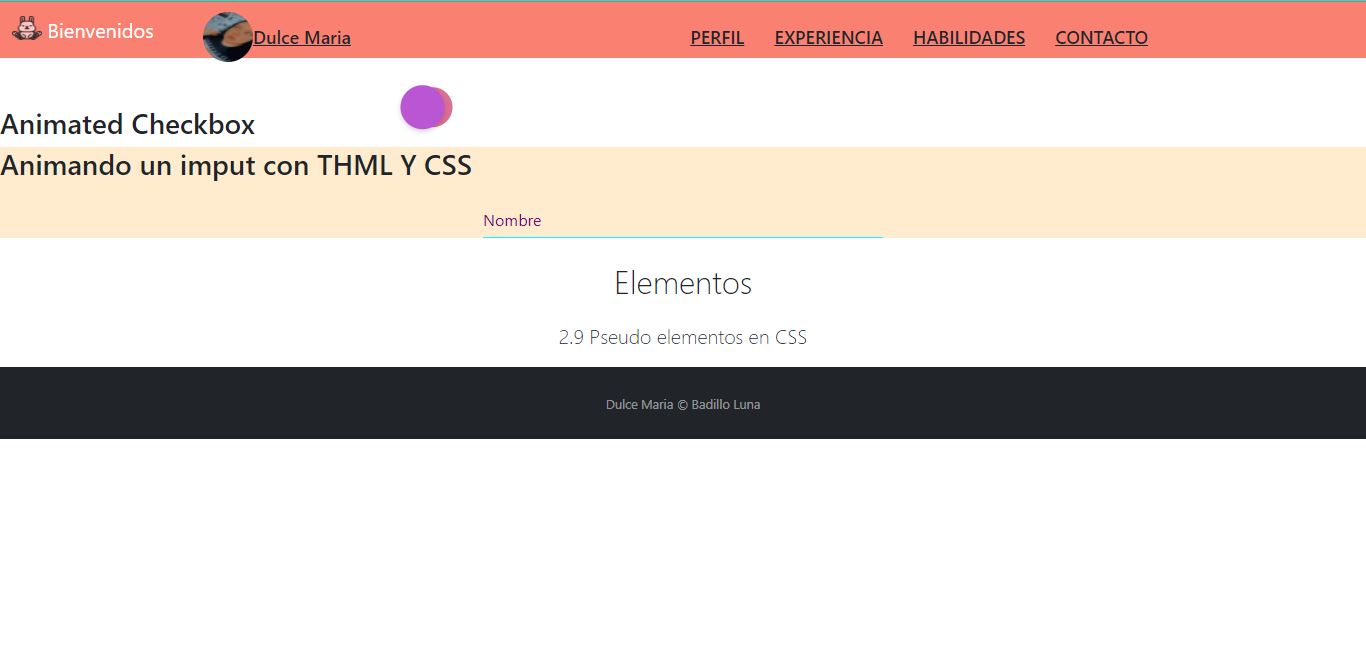 Bienvenidos
Dulce Maria
PERFIL EXPERIENCIA HABILIDADES CONTACTO
Animated Checkbox
Animando un imput con THML Y CSS
Nombre
Elementos
2.9 Pseudo elementos en CSS
Dulce Maria © Badillo Luna